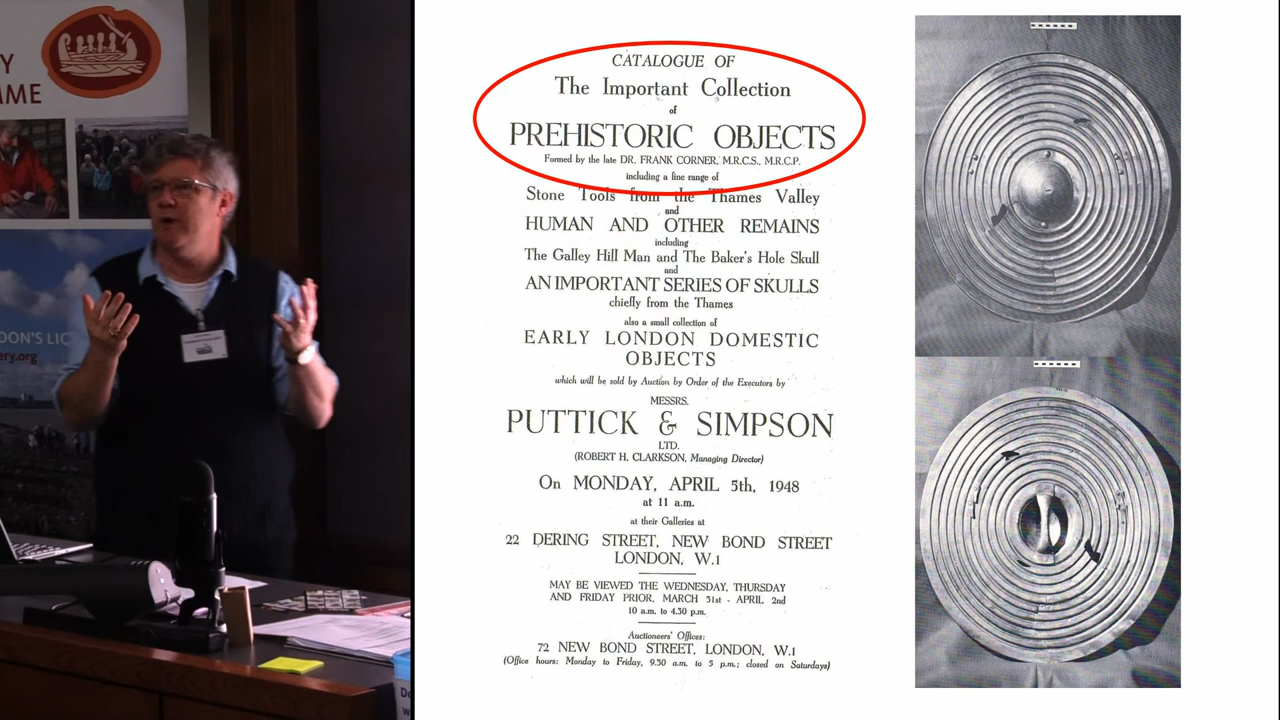 Y
MME
DON'S LIC
ery.org
CATALOGUE OF
The Important Collection
of
PREHISTORIC OBJECTS
Formed by the late DR. FRANK CORNER, M.R.C.S., M.R.C.P.
including a fine range of
Stone Tools from the Thames Valley
and
HUMAN AND OTHER REMAINS
including
The Galley Hill Man and The Baker's Hole Skull
and
AN IMPORTANT SERIES OF SKULLS
chiefly from the Thames
also a small collection of
EARLY LONDON DOMESTIC
OBJECTS
which will be sold by Auction by Order of the Executors by
MESSRS.
PUTTICK & SIMPSON
LTD.
(ROBERT H. CLARKSON, Managing Director)
On MONDAY, APRIL 5th, 1948
at 11 a.m.
at their Galleries at
22 DERING STREET, NEW BOND STREET
LONDON, W.1
MAY BE VIEWED THE WEDNESDAY, THURSDAY
AND FRIDAY PRIOR, MARCH 31st - APRIL 2nd
10 a.m. to 4.30 p.m.
Auctioneers' Offices:
72 NEW BOND STREET, LONDON, W.1
(Office hours: Monday to Friday, 9.30 a.m. to 5 p.m.; closed on Saturdays)